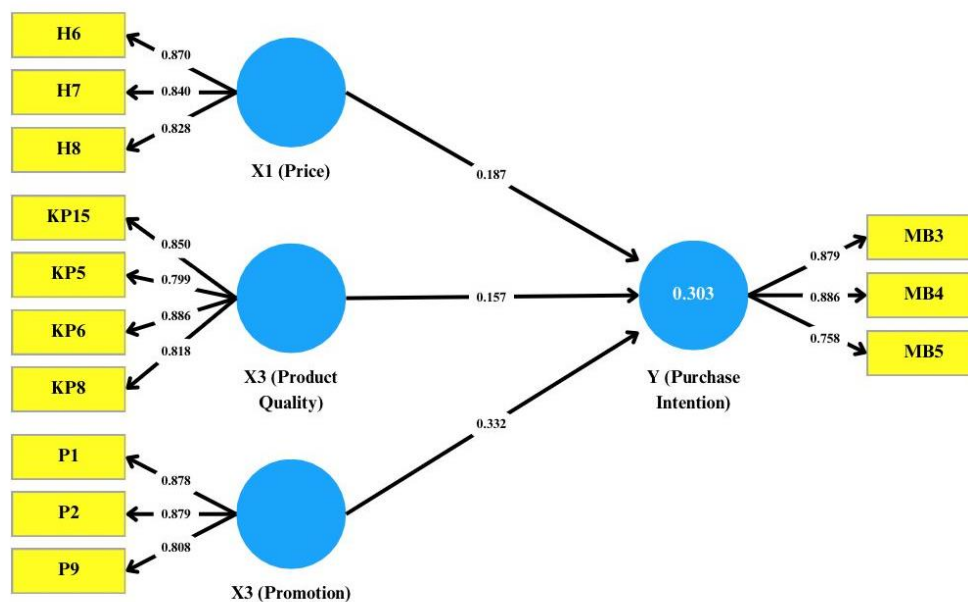 H6
0.870
H7
0.840
H8
0.828
X1 (Price)
0.187
KP15
0.850
KP5
0.799
KP6
0.886
KP8
0.818
X3 (Product
Quality)
0.157
P1
0.878
P2
0.879
P9
0.808
X3 (Promotion)
0.332
0.303
Y (Purchase
Intention)
MB3
0.879
MB4
0.886
MB5
0.758